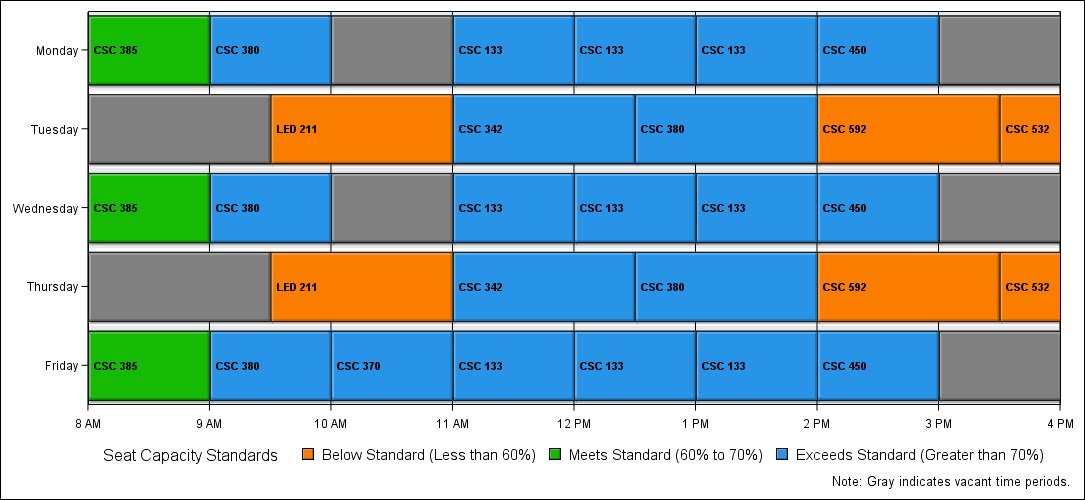 Monday CSC 385 CSC 380 CSC 133 CSC 133 CSC 133 CSC 450
Tuesday LED 211 CSC 342 CSC 380 CSC 592 CSC 532
Wednesday CSC 385 CSC 380 CSC 133 CSC 133 CSC 133 CSC 450
Thursday LED 211 CSC 342 CSC 380 CSC 592 CSC 532
Friday CSC 385 CSC 380 CSC 370 CSC 133 CSC 133 CSC 133 CSC 450
8 AM 9 AM 10 AM 11 AM 12 PM 1 PM 2 PM 3 PM 4 PM
Seat Capacity Standards Below Standard (Less than 60%) Meets Standard (60% to 70%) Exceeds Standard (Greater than 70%)
Note: Gray indicates vacant time periods.